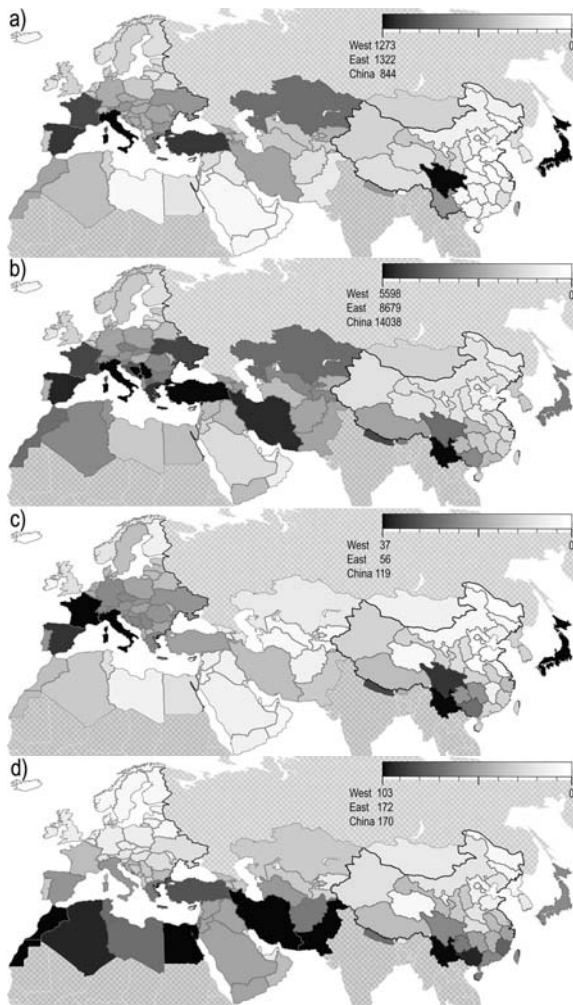 a)
0
West 1273
East 1322
China 844
b)
0
West 5598
East 8679
China 14038
c)
0
West 37
East 56
China 119
d)
0
West 103
East 172
China 170